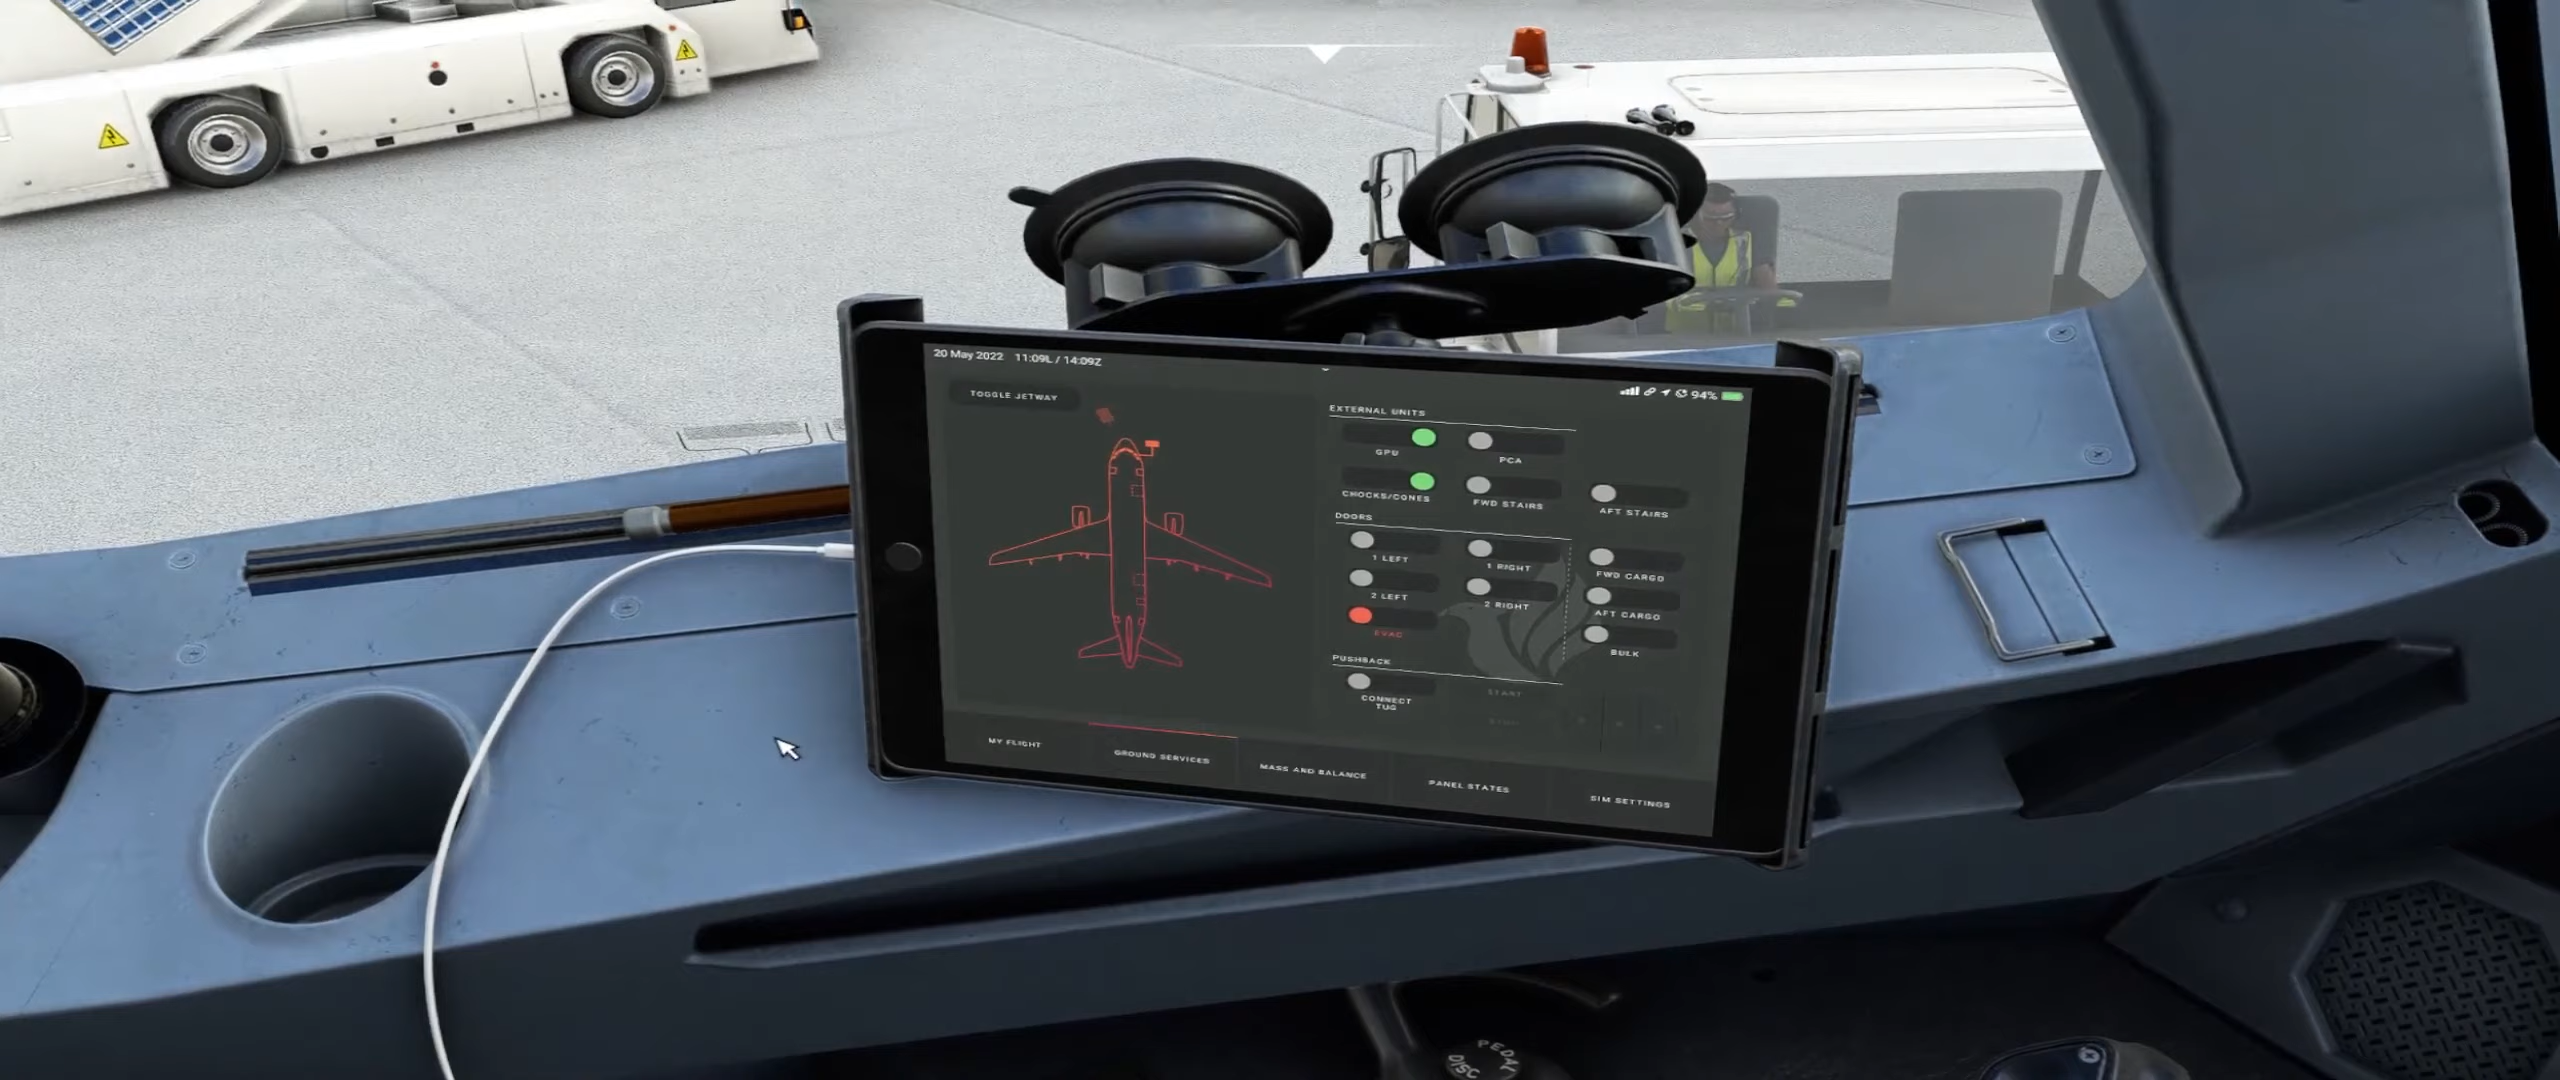 20 May 2022 11:09L / 14:09Z
94%
TOGGLE JETWAY
EXTERNAL UNITS
GPU
PCA
CHOCKS/CONES
FWD STAIRS
AFT STAIRS
DOORS
1 LEFT
1 RIGHT
FWD CARGO
2 LEFT
2 RIGHT
AFT CARGO
EVAC
BULK
PUSHBACK
CONNECT
TUG
START
MY FLIGHT
GROUND SERVICES
MASS AND BALANCE
PANEL STATES
SIM SETTINGS
PEDAL
DISC